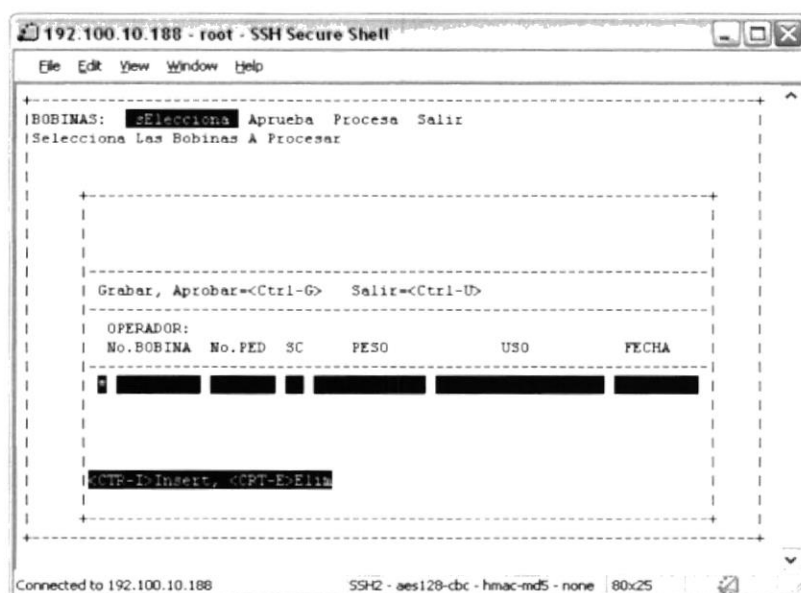 192.100.10.188 - root - SSH Secure Shell
File Edit View Window Help
BOBINAS: sElecciona Aprueba Procesa Salir
Selecciona Las Bobinas A Procesar
Grabar, Aprobar=<Ctrl-G> Salir=<Ctrl-U>
OPERADOR:
No.BOBINA No.PED SC PESO USO FECHA
*
<CTR-I>Insert, <CRT-E>Elim
Connected to 192.100.10.188 SSH2 - aes128-cbc - hmac-md5 - none 80x25